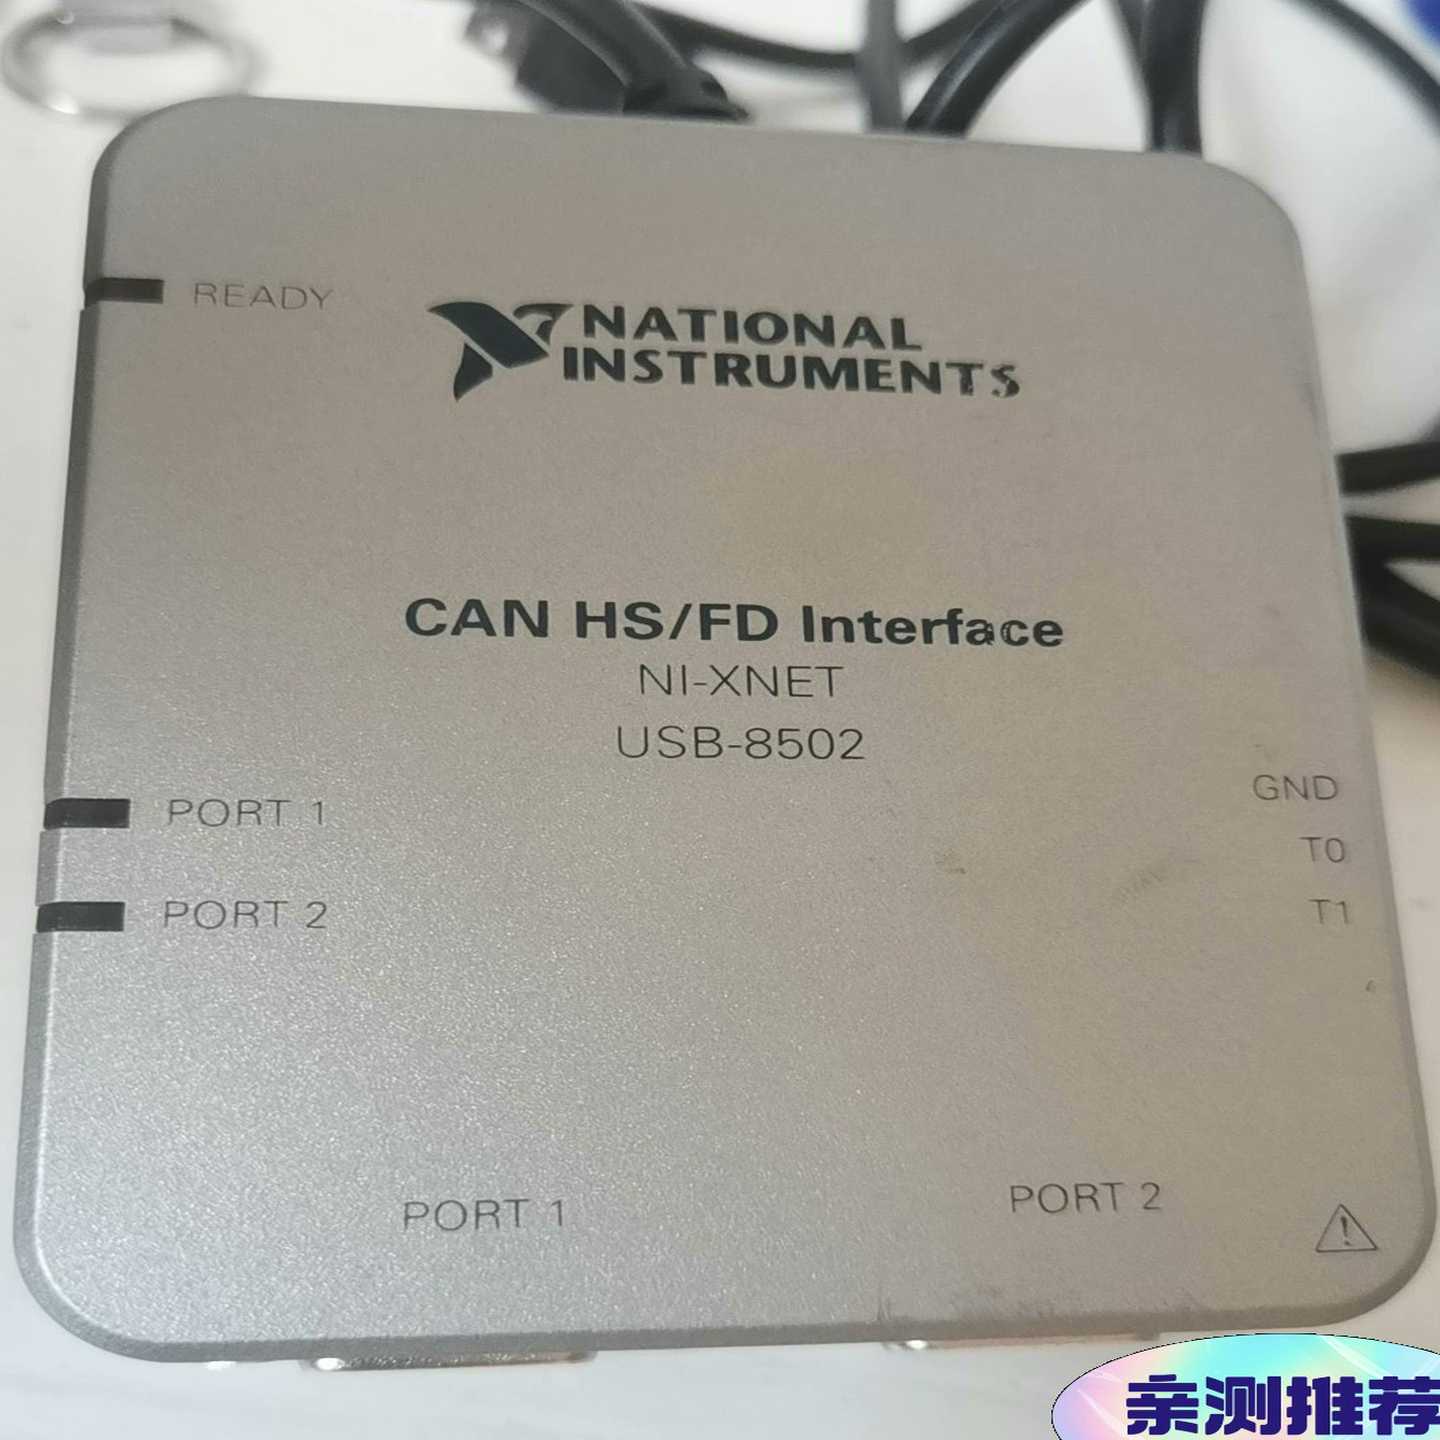 READY
NATIONAL
INSTRUMENTS
CAN HS/FD Interface
NI-XNET
USB-8502
GND
PORT 1
T0
PORT 2
T1
PORT 1
PORT 2
亲测推荐